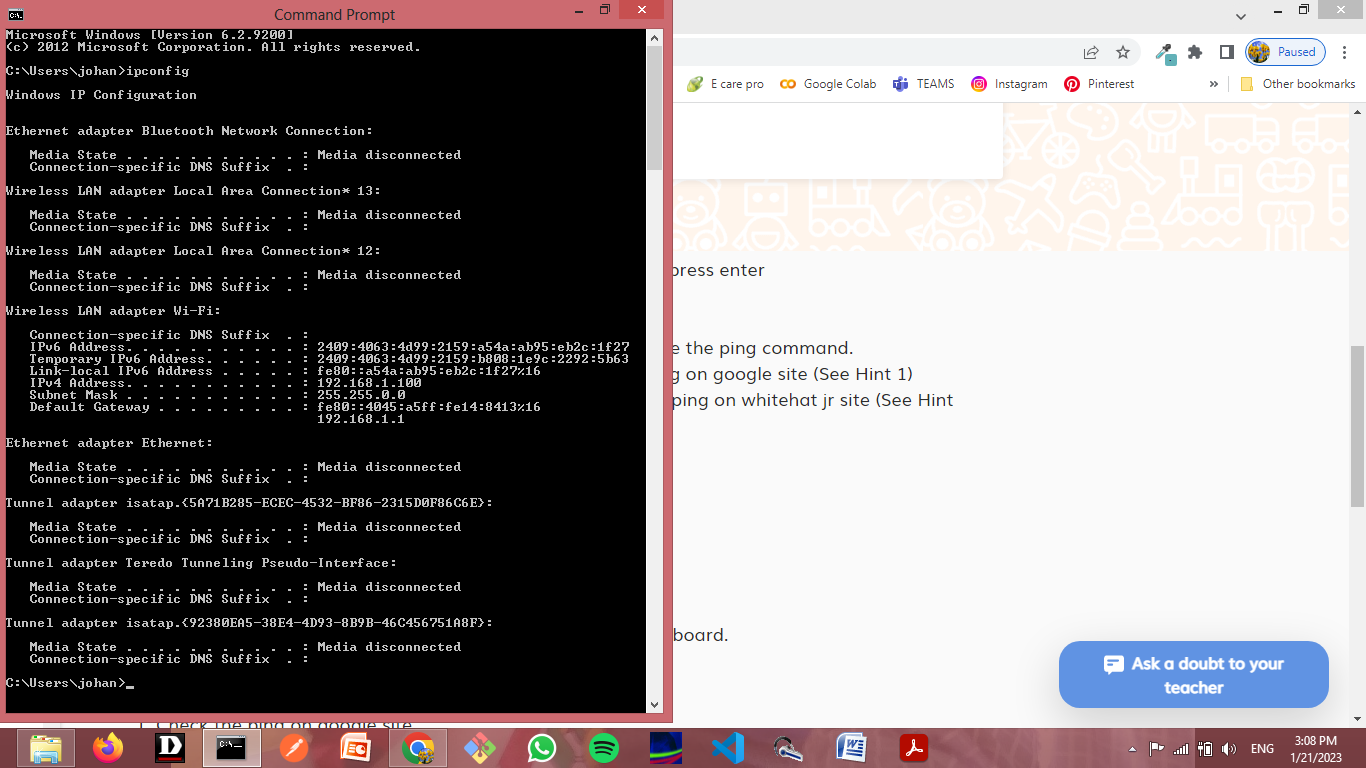 Command Prompt
Microsoft Windows [Version 6.2.9200]
(c) 2012 Microsoft Corporation. All rights reserved.
C:\Users\johan>ipconfig
Windows IP Configuration
Ethernet adapter Bluetooth Network Connection:
Media State . . . . . . . . . . . : Media disconnected
Connection-specific DNS Suffix . :
Wireless LAN adapter Local Area Connection* 13:
Media State . . . . . . . . . . . : Media disconnected
Connection-specific DNS Suffix . :
Wireless LAN adapter Local Area Connection* 12:
Media State . . . . . . . . . . . : Media disconnected
Connection-specific DNS Suffix . :
Wireless LAN adapter Wi-Fi:
Connection-specific DNS Suffix . :
IPv6 Address. . . . . . . . . . . : 2409:4063:4d99:2159:a54a:ab95:eb2c:1f27
Temporary IPv6 Address. . . . . . : 2409:4063:4d99:2159:b808:1e9c:2292:5b63
Link-local IPv6 Address . . . . . : fe80::a54a:ab95:eb2c:1f27%16
IPv4 Address. . . . . . . . . . . : 192.168.1.100
Subnet Mask . . . . . . . . . . . : 255.255.0.0
Default Gateway . . . . . . . . . : fe80::4045:a5ff:fe14:8413%16
192.168.1.1
Ethernet adapter Ethernet:
Media State . . . . . . . . . . . : Media disconnected
Connection-specific DNS Suffix . :
Tunnel adapter isatap.{5A71B285-ECEC-4532-BF86-2315D0F86C6E}:
Media State . . . . . . . . . . . : Media disconnected
Connection-specific DNS Suffix . :
Tunnel adapter Teredo Tunneling Pseudo-Interface:
Media State . . . . . . . . . . . : Media disconnected
Connection-specific DNS Suffix . :
Tunnel adapter isatap.{92380EA5-38E4-4D93-8B9B-46C456751A8F}:
Media State . . . . . . . . . . . : Media disconnected
Connection-specific DNS Suffix . :
C:\Users\johan>_
Paused
E care pro Google Colab TEAMS Instagram Pinterest » Other bookmarks
press enter
e the ping command.
g on google site (See Hint 1)
ping on whitehat jr site (See Hint
board.
Ask a doubt to your
teacher
1. Check the ping on google site
ENG
3:08 PM
1/21/2023